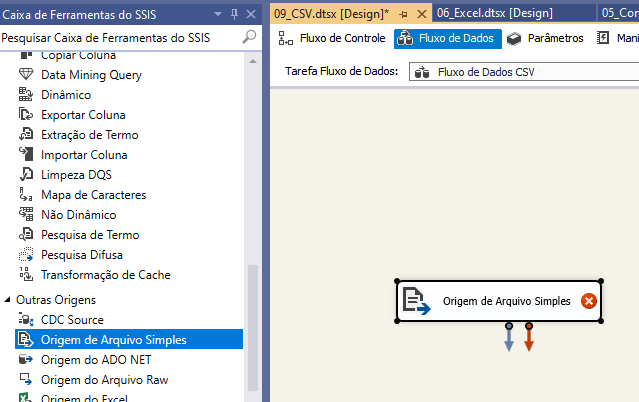 Caixa de Ferramentas do SSIS
Pesquisar Caixa de Ferramentas do SSIS
Copiar Coluna
Data Mining Query
Dinâmico
Exportar Coluna
Extração de Termo
Importar Coluna
Limpeza DQS
Mapa de Caracteres
Não Dinâmico
Pesquisa de Termo
Pesquisa Difusa
Transformação de Cache
Outras Origens
CDC Source
Origem de Arquivo Simples
Origem do ADO NET
Origem do Arquivo Raw
Origem do Excel
09_CSV.dtsx [Design]* 06_Excel.dtsx [Design] 05_Con
Fluxo de Controle Fluxo de Dados Parâmetros Mani
Tarefa Fluxo de Dados: Fluxo de Dados CSV
Origem de Arquivo Simples